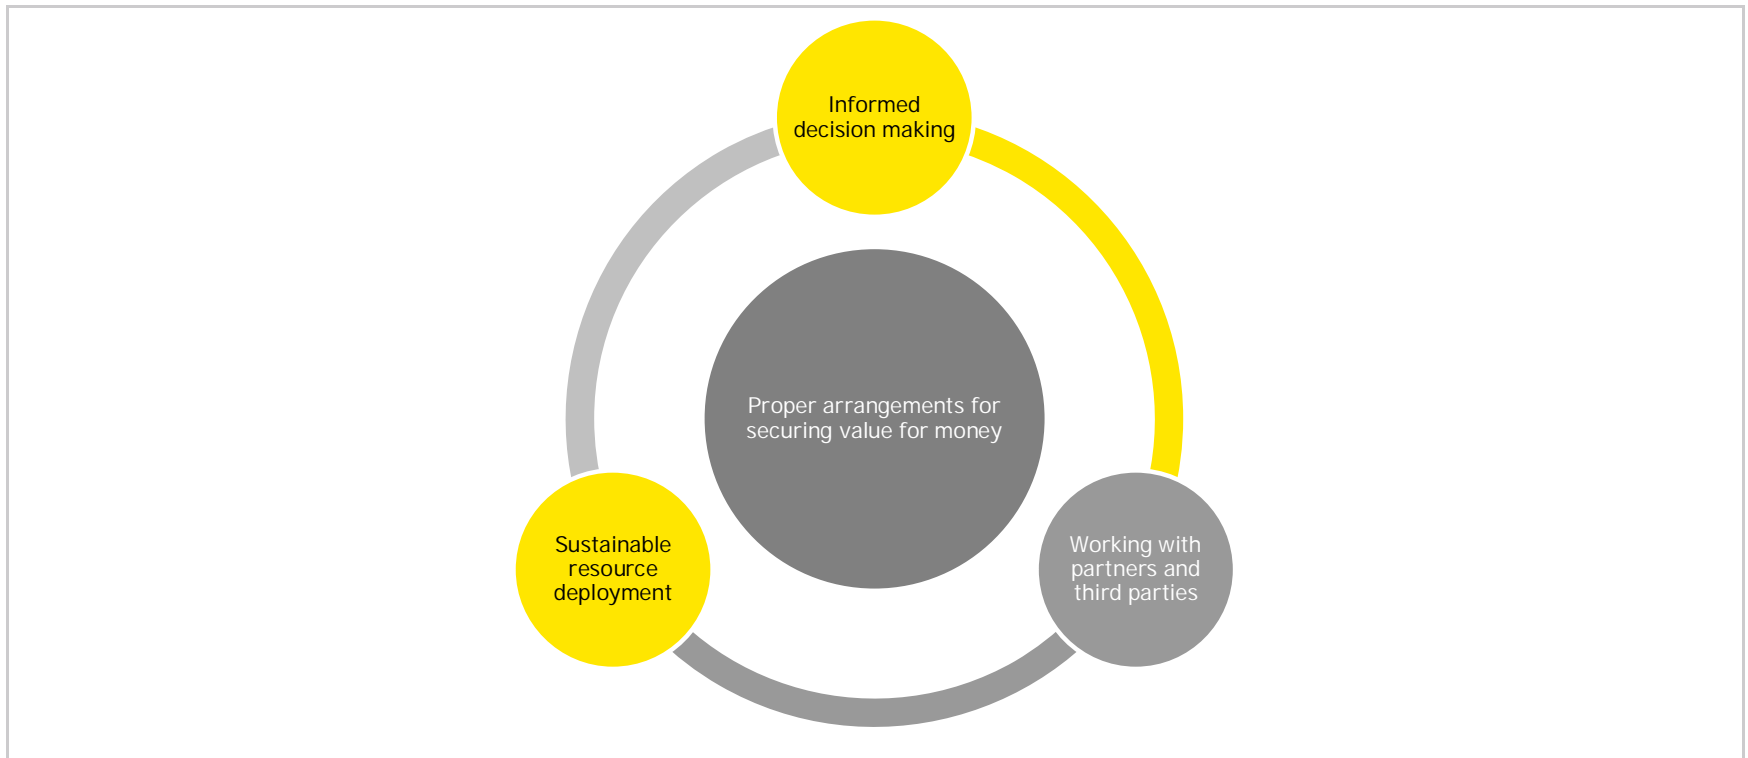 Informed
decision making
Proper arrangements for
securing value for money
Sustainable
resource
deployment
Working with
partners and
third parties